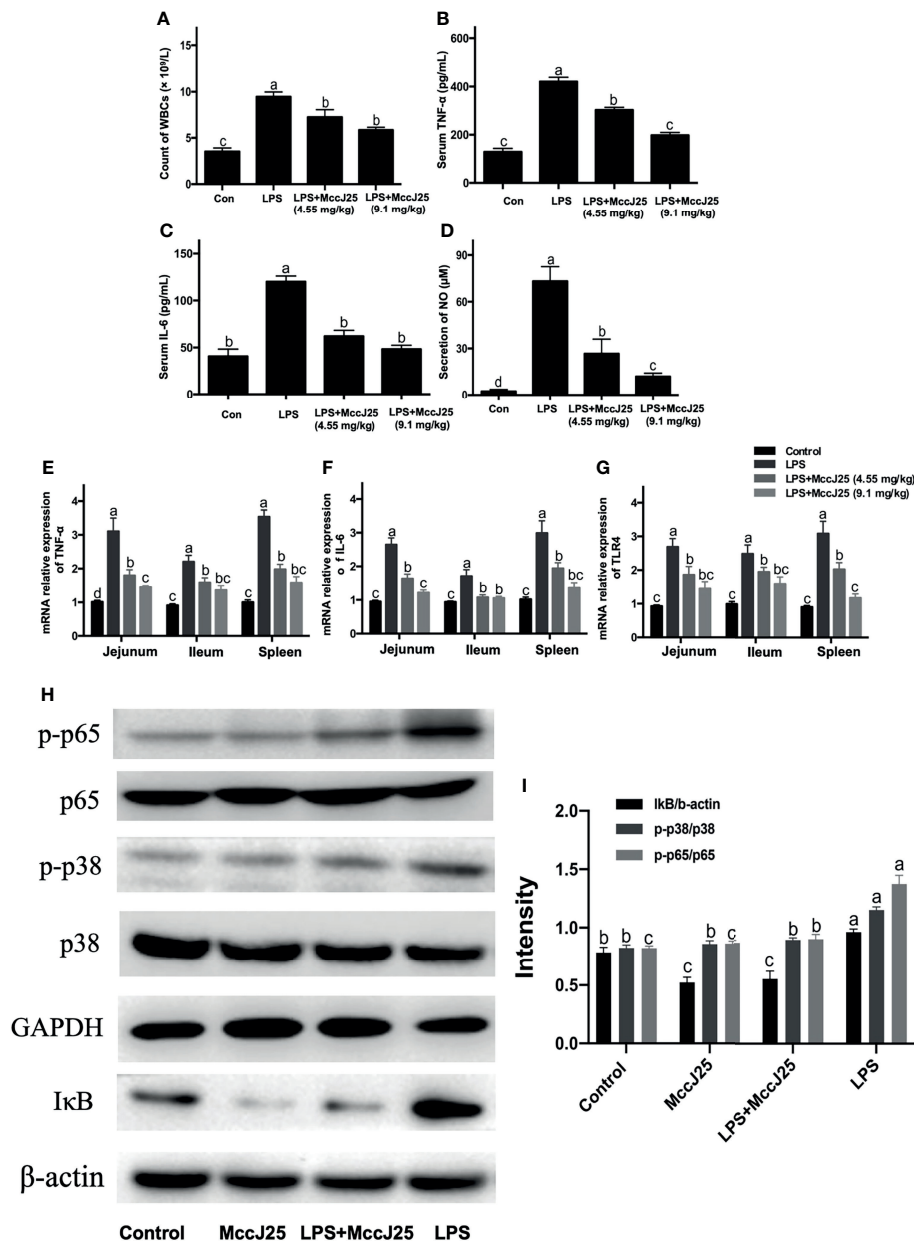 A
Count of WBCs (× 10⁹/L)
15
10
5
0
c
a
b
b
Con
LPS
LPS+MccJ25
(4.55 mg/kg)
LPS+MccJ25
(9.1 mg/kg)
B
Serum TNF-α (pg/mL)
600
400
200
0
c
a
b
c
Con
LPS
LPS+MccJ25
(4.55 mg/kg)
LPS+MccJ25
(9.1 mg/kg)
C
Serum IL-6 (pg/mL)
150
100
50
0
b
a
b
b
Con
LPS
LPS+MccJ25
(4.55 mg/kg)
LPS+MccJ25
(9.1 mg/kg)
D
Secretion of NO (µM)
90
60
30
0
d
a
b
c
Con
LPS
LPS+MccJ25
(4.55 mg/kg)
LPS+MccJ25
(9.1 mg/kg)
Control
LPS
LPS+MccJ25 (4.55 mg/kg)
LPS+MccJ25 (9.1 mg/kg)
E
mRNA relative expression
of TNF-α
4
3
2
1
0
d a b c
c a b bc
c a b bc
Jejunum Ileum Spleen
F
mRNA relative expression
o f IL-6
4
3
2
1
0
c a b c
b a b b
c a b bc
Jejunum Ileum Spleen
G
mRNA relative expression
of TLR4
4
3
2
1
0
c a b bc
c a b bc
c a b c
Jejunum Ileum Spleen
H
p-p65
p65
p-p38
p38
GAPDH
IκB
β-actin
Control MccJ25 LPS+MccJ25 LPS
I
IkB/b-actin
p-p38/p38
p-p65/p65
Intensity
2.0
1.5
1.0
0.5
0.0
b b c
c b c
c b b
a a a
Control
MccJ25
LPS+MccJ25
LPS